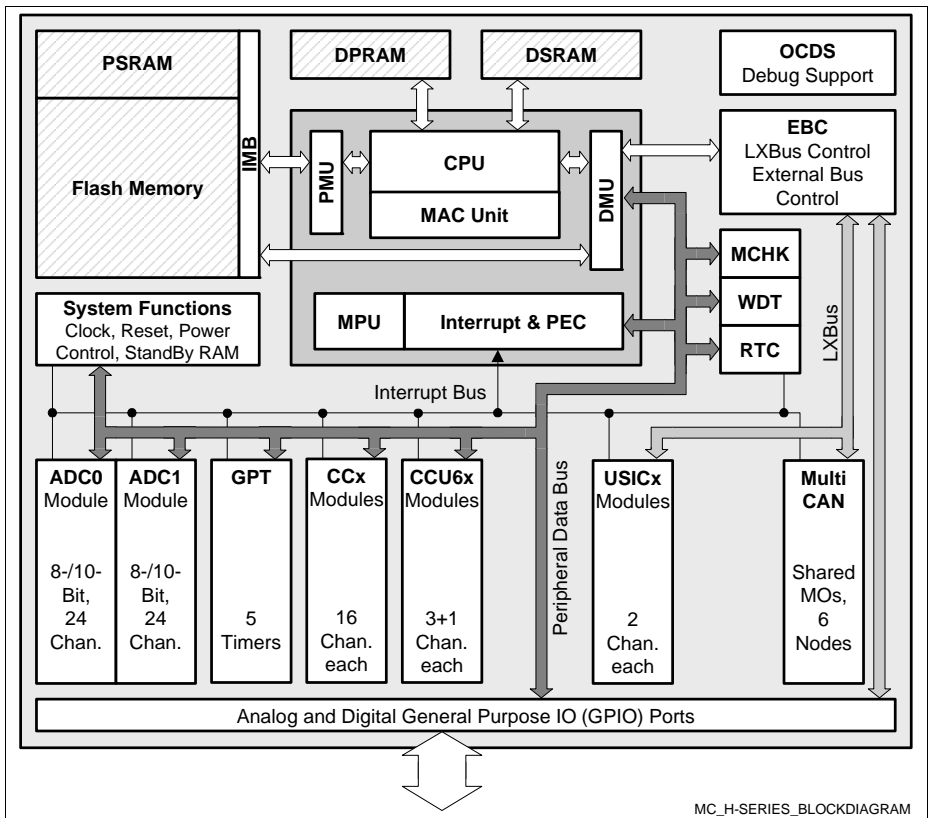 PSRAM
Flash Memory
IMB
DPRAM
DSRAM
OCDS
Debug Support
PMU
CPU
MAC Unit
DMU
EBC
LXBus Control
External Bus
Control
MPU
Interrupt & PEC
MCHK
WDT
RTC
LXBus
System Functions
Clock, Reset, Power
Control, StandBy RAM
Interrupt Bus
ADC0
Module
8-/10-
Bit,
24
Chan.
ADC1
Module
8-/10-
Bit,
24
Chan.
GPT
5
Timers
CCx
Modules
16
Chan.
each
CCU6x
Modules
3+1
Chan.
each
Peripheral Data Bus
USICx
Modules
2
Chan.
each
Multi
CAN
Shared
MOs,
6
Nodes
Analog and Digital General Purpose IO (GPIO) Ports
MC_H-SERIES_BLOCKDIAGRAM